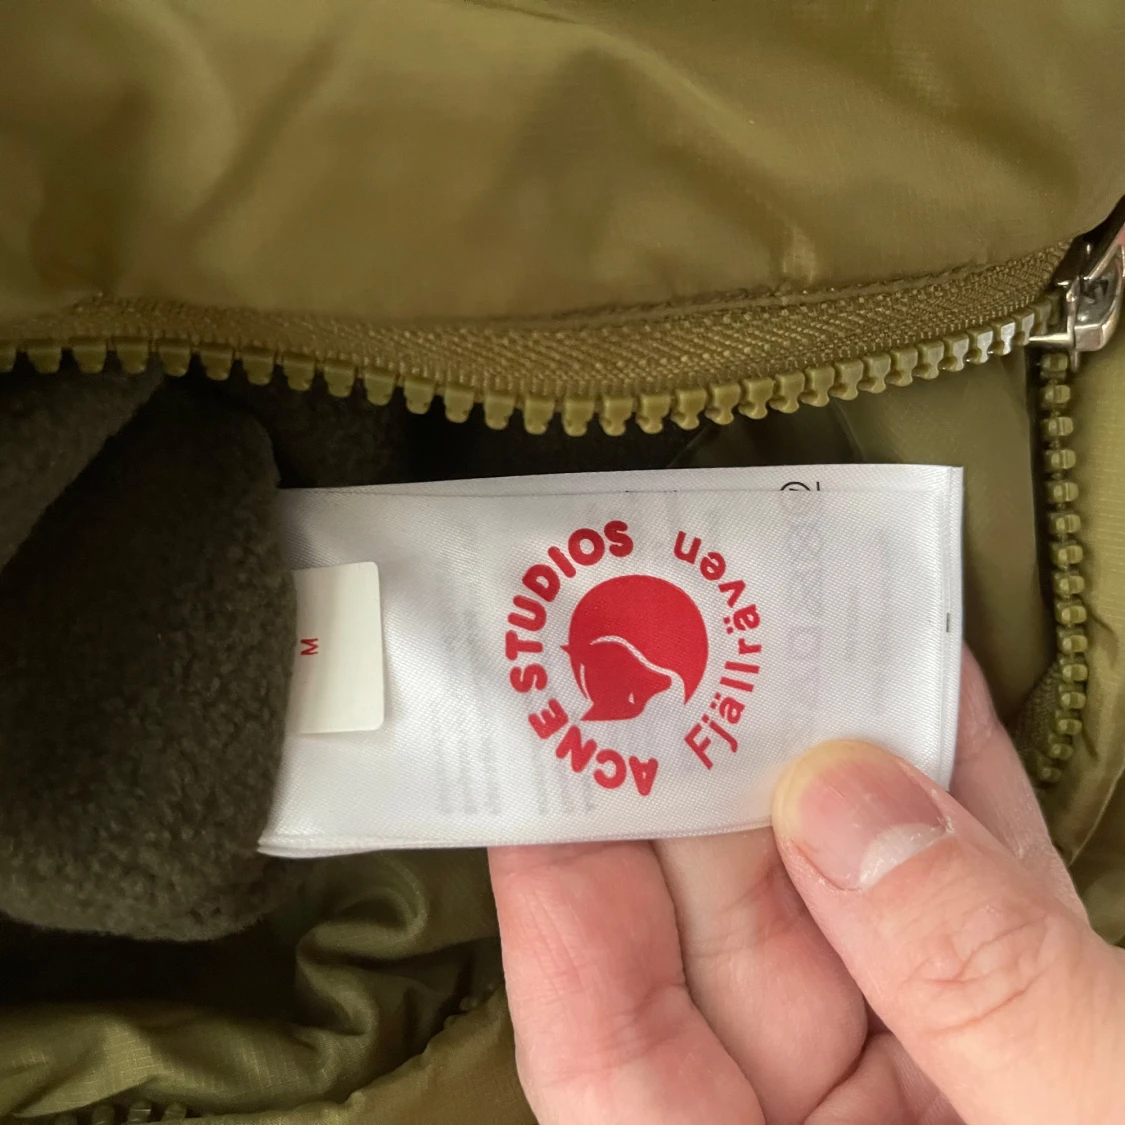 ACNE STUDIOS
Fjällräven
M